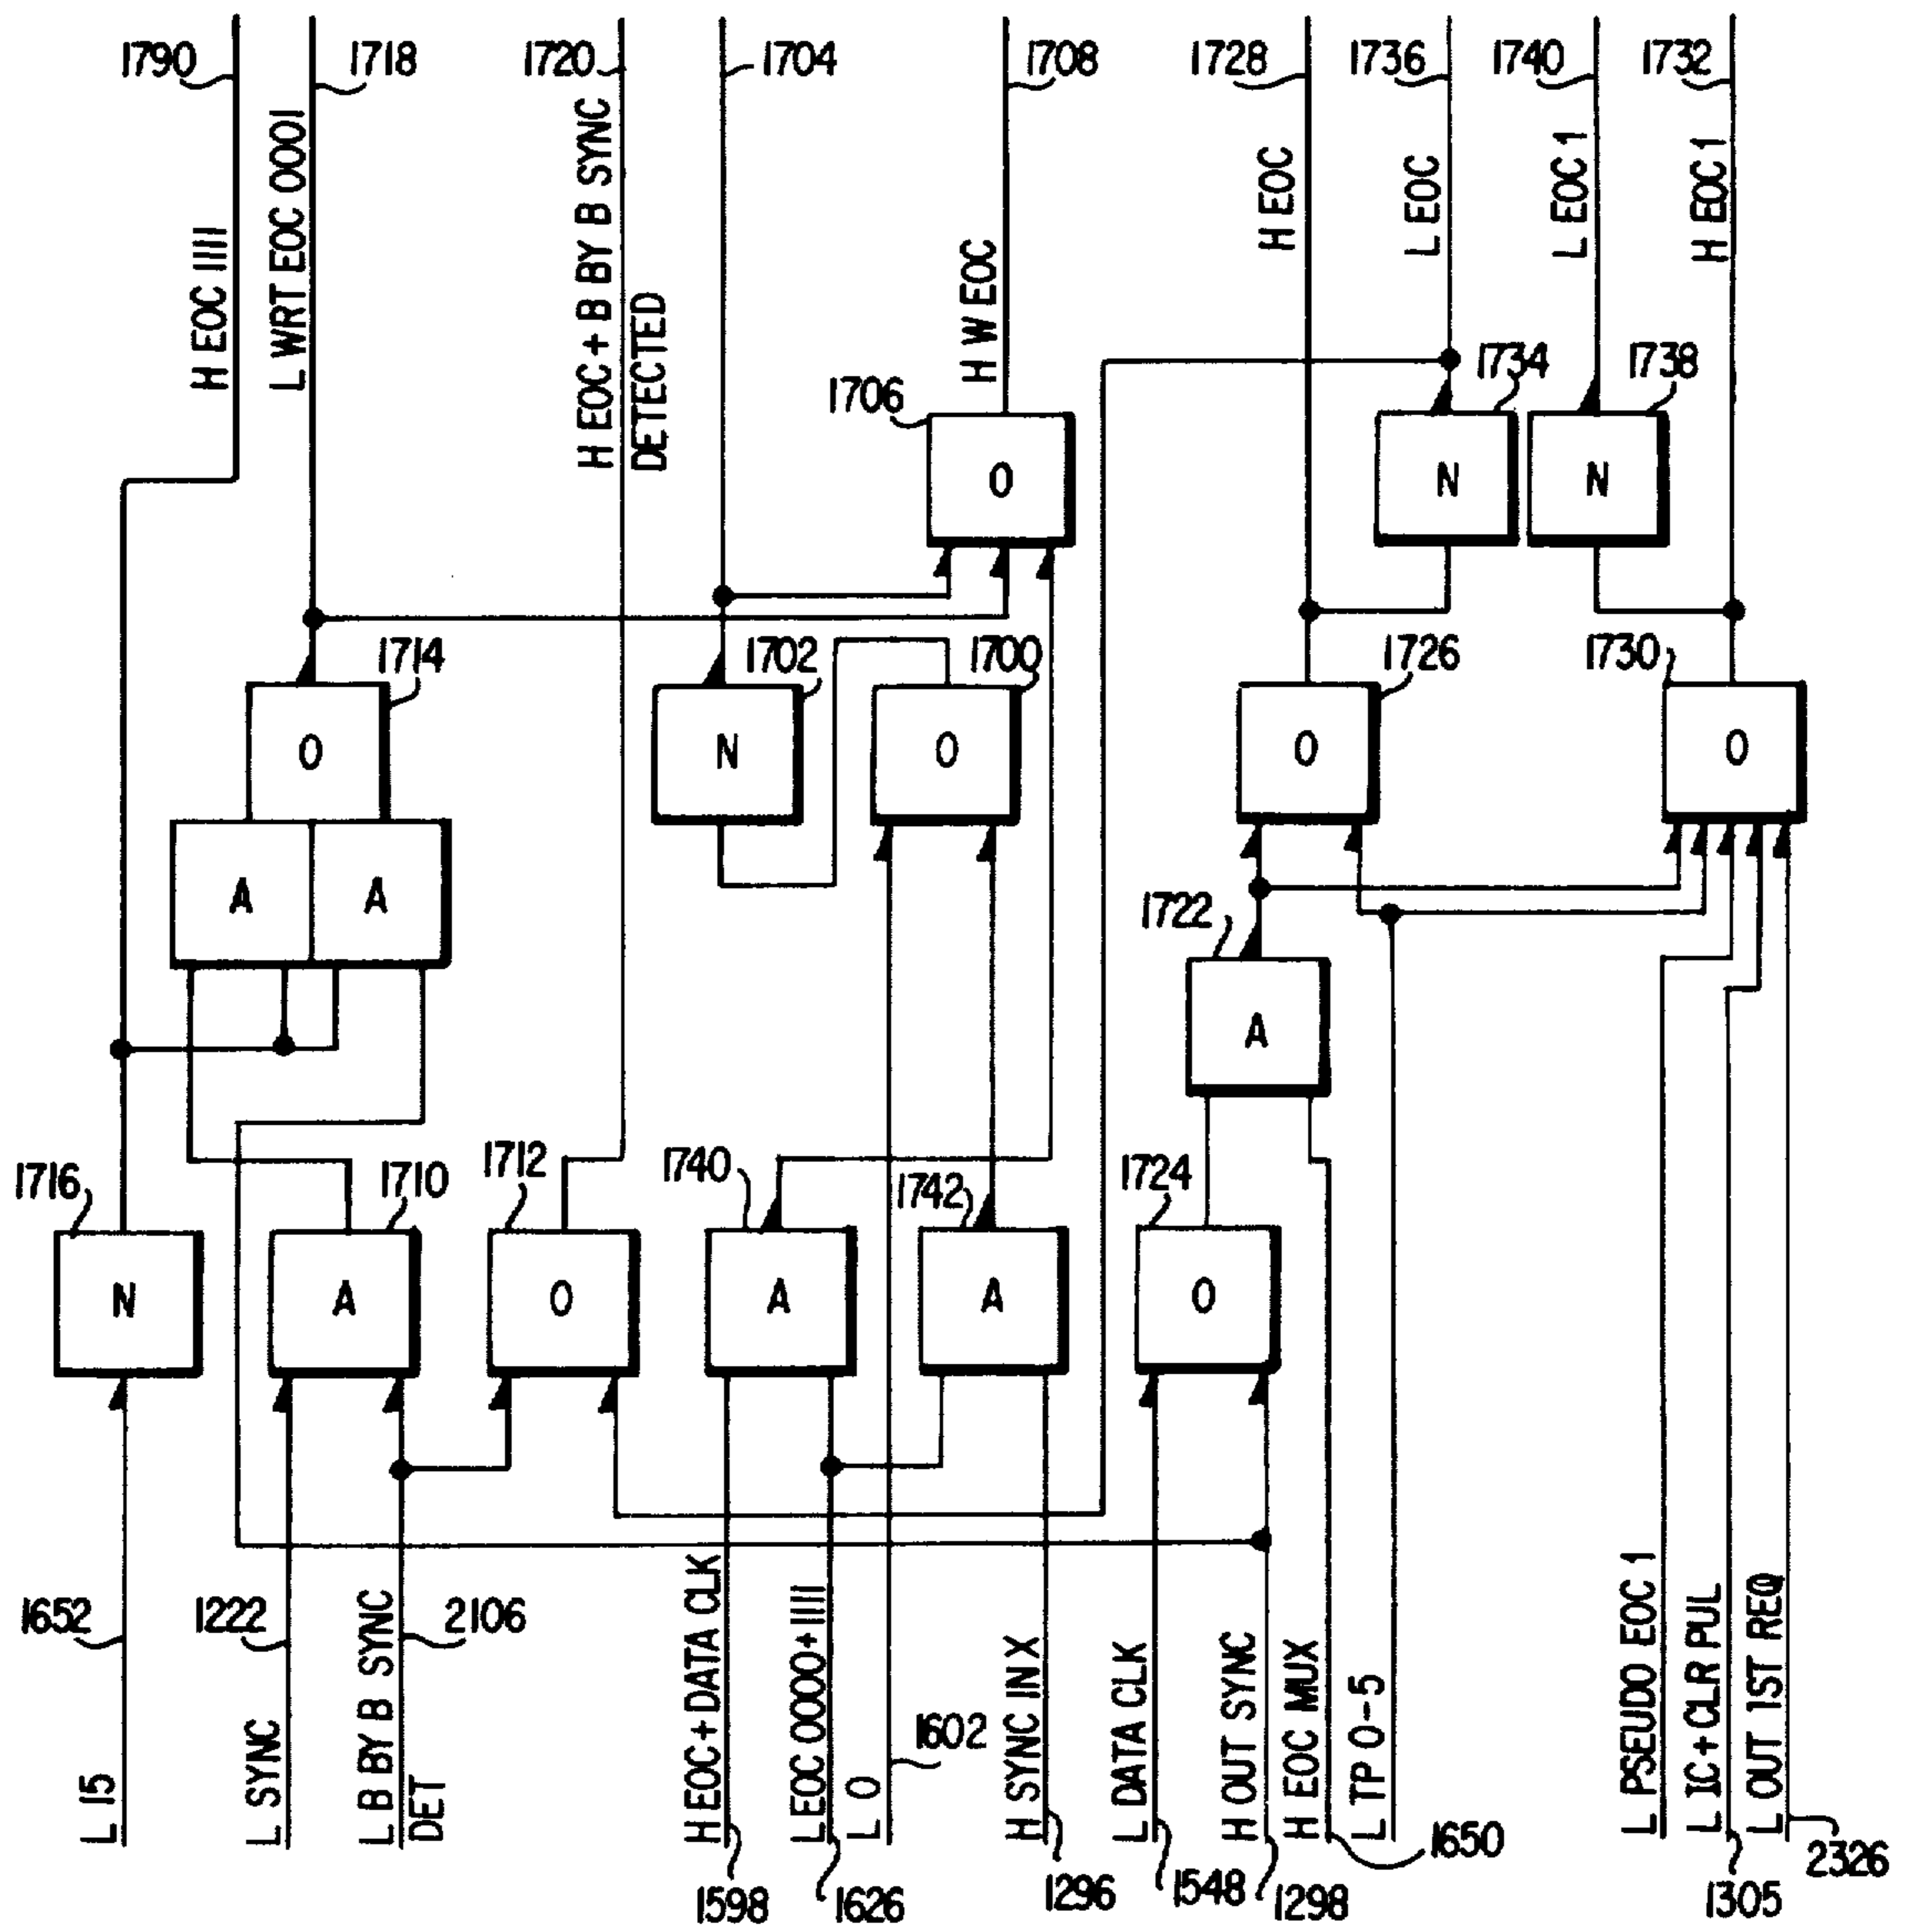 1790
1718
1720
1704
1708
1728
1736
1740
1732
H EOC 1111
L WRT EOC 0001
H EOC + B BY B SYNC
DETECTED
H W EOC
H EOC
L EOC
L EOC 1
H EOC 1
1706
O
1734
N
1738
N
1714
O
A
A
1702
N
1700
O
1726
O
1730
O
1722
A
1716
N
1710
A
1712
O
1740
A
1742
A
1724
O
1652
1222
2106
1602
L 15
L SYNC
L B BY B SYNC
DET
H EOC + DATA CLK
L EOC 0000 + 1111
L 0
H SYNC IN X
L DATA CLK
H OUT SYNC
H EOC MUX
L TP 0-5
L PSEUDO EOC 1
L IC + CLR PUL
L OUT 1ST REQ
1598
1626
1296
1548
1298
1650
1305
2326